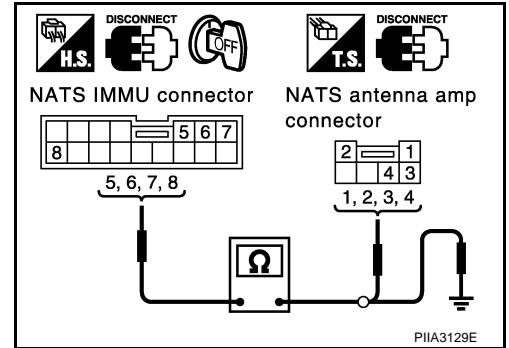 DISCONNECT
H.S.
OFF
DISCONNECT
T.S.
NATS IMMU connector
5 6 7
8
5, 6, 7, 8
NATS antenna amp
connector
2 1
4 3
1, 2, 3, 4
Ω
PIIA3129E